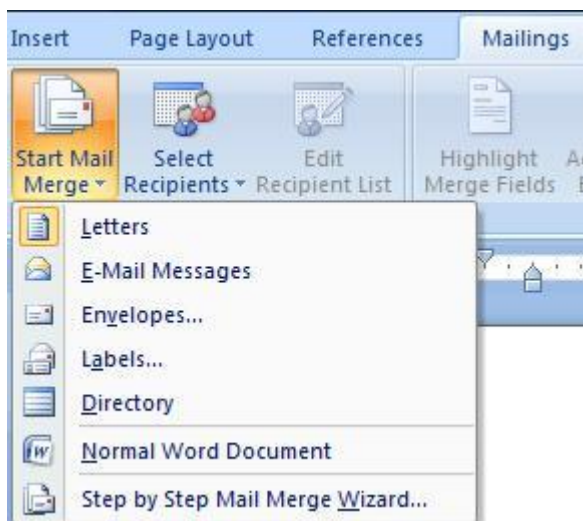 Insert Page Layout References Mailings
Start Mail Merge
Select Recipients
Edit Recipient List
Highlight Merge Fields
Letters
E-Mail Messages
Envelopes...
Labels...
Directory
Normal Word Document
Step by Step Mail Merge Wizard...